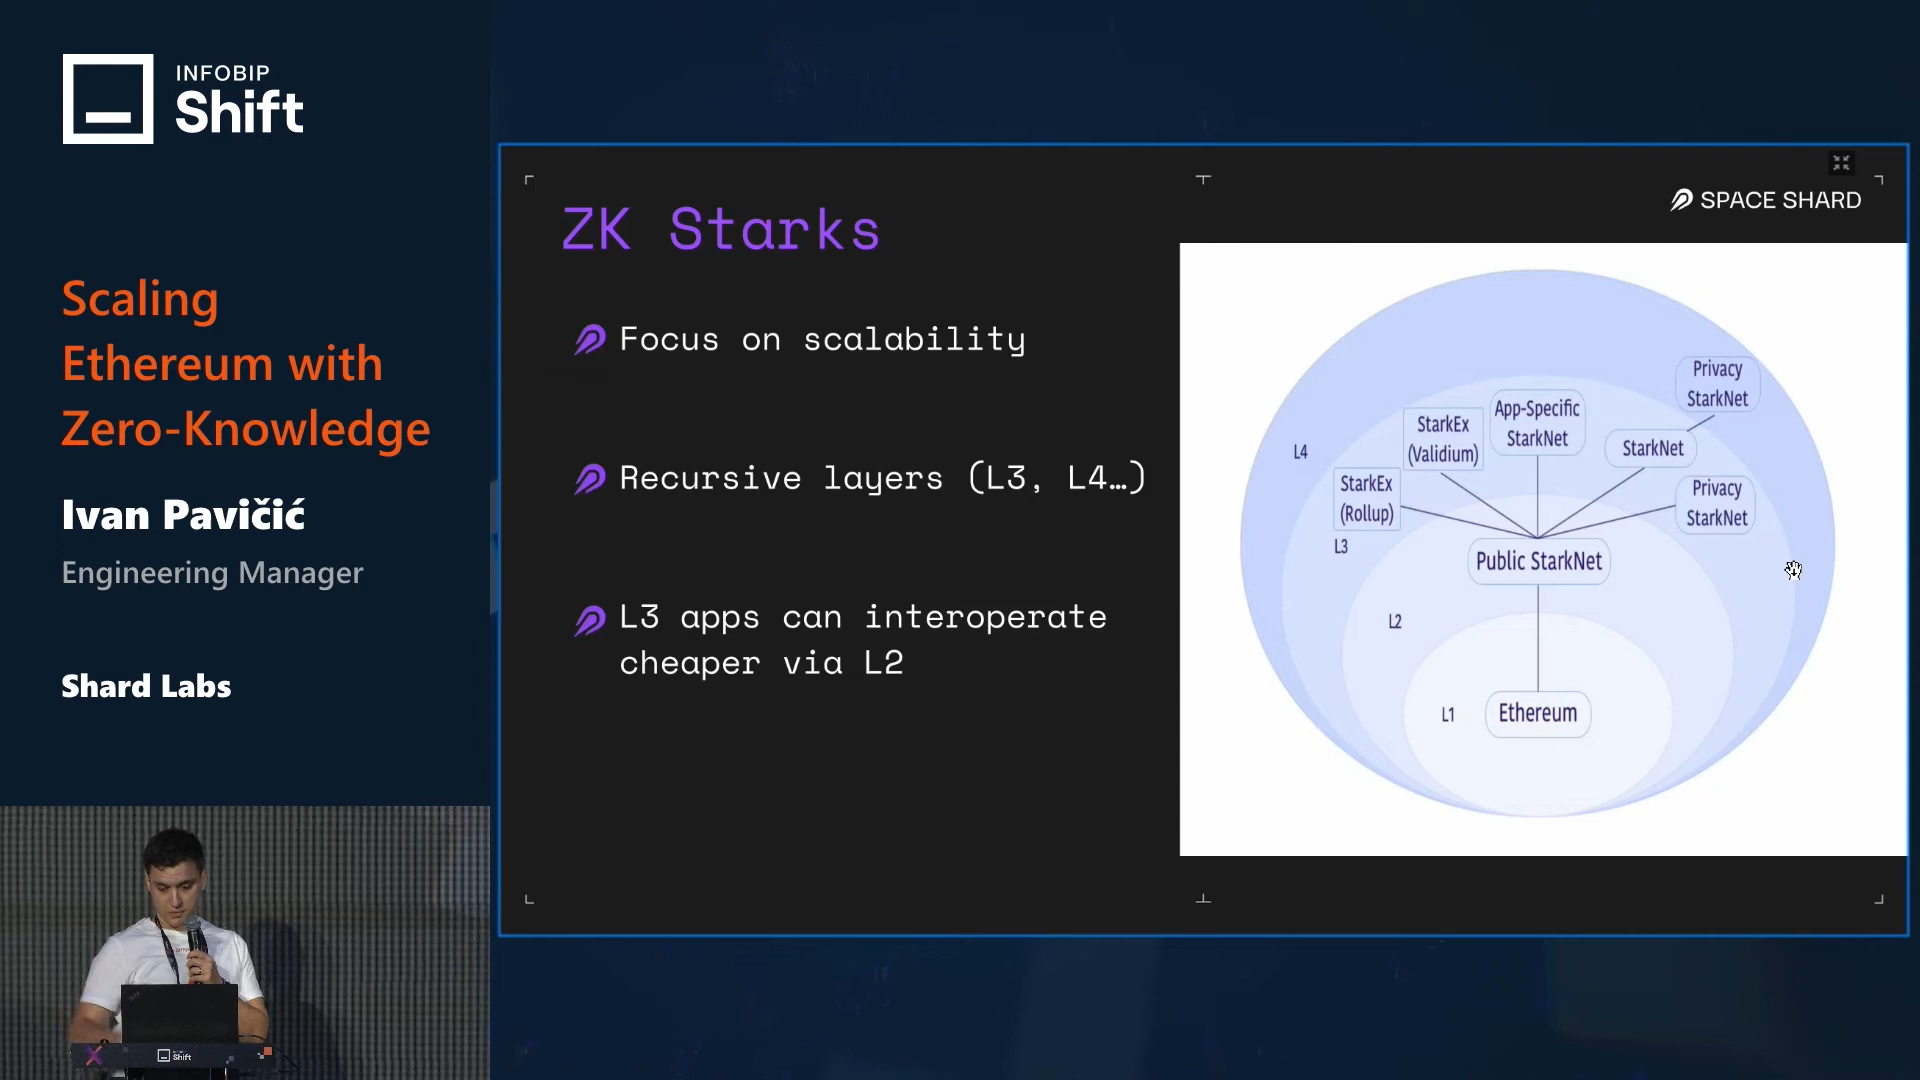 INFOBIP
Shift
Scaling
Ethereum with
Zero-Knowledge
Ivan Pavičić
Engineering Manager
Shard Labs
SPACE SHARD
ZK Starks
Focus on scalability
Recursive layers (L3, L4…)
L3 apps can interoperate
cheaper via L2
Privacy
StarkNet
App-Specific
StarkNet
StarkEx
(Validium)
StarkNet
L4
StarkEx
(Rollup)
Privacy
StarkNet
L3
Public StarkNet
L2
L1
Ethereum
Shift